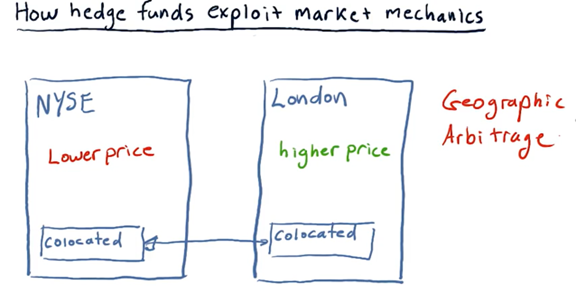 How hedge funds exploit market mechanics
NYSE
Lower price
colocated
London
higher price
colocated
Geographic
Arbitrage